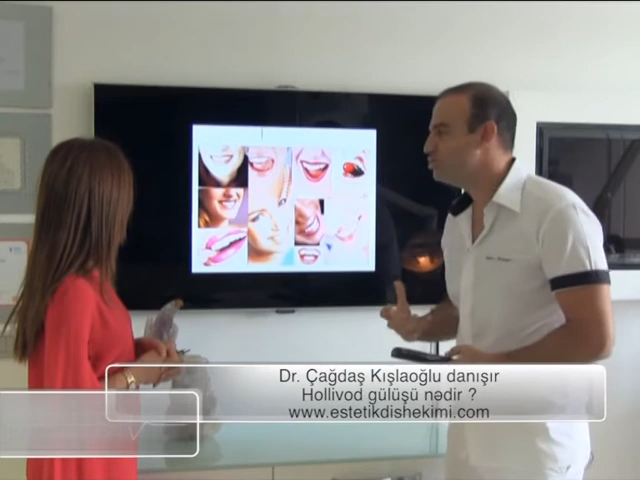 Dr. Çağdaş Kışlaoğlu danışır
Hollivod gülüşü nədir ?
www.estetikdishekimi.com